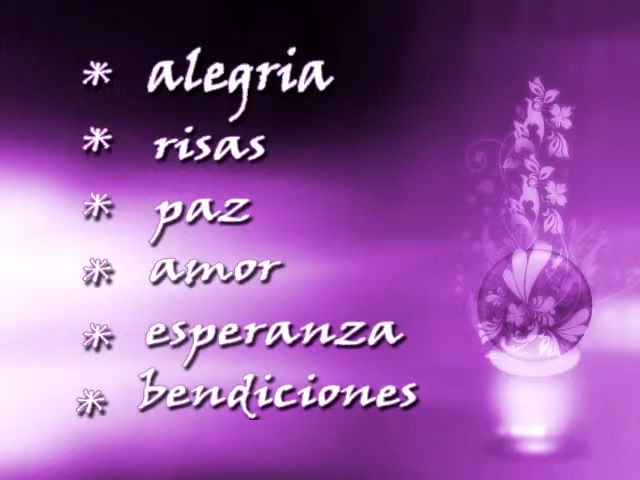 * alegria
* risas
* paz
* amor
* esperanza
* bendiciones